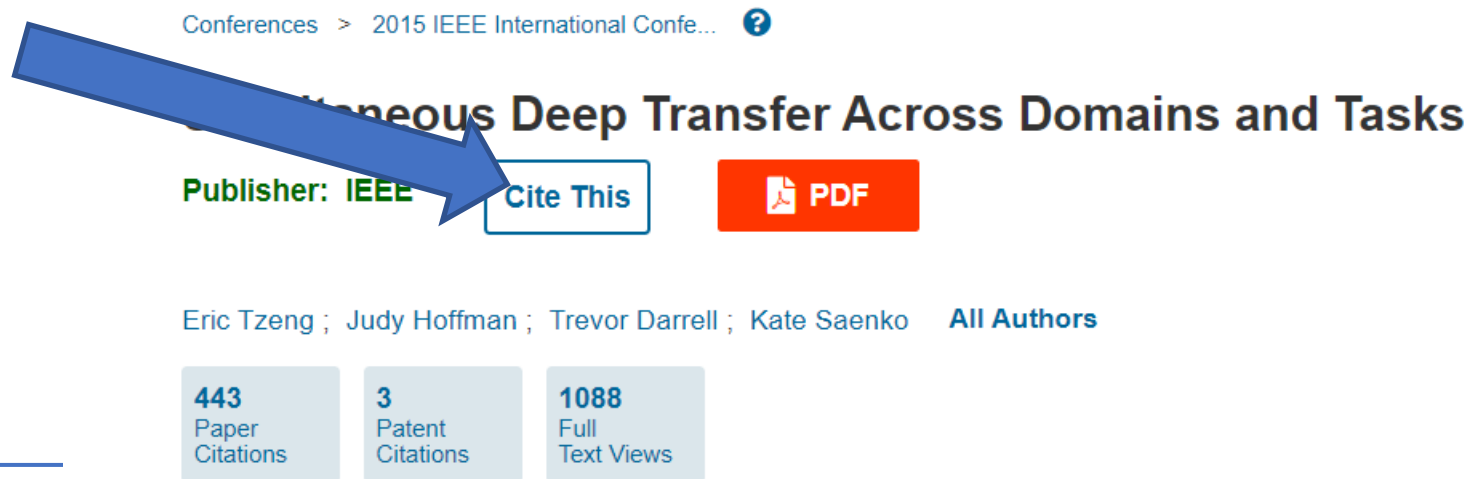 Conferences > 2015 IEEE International Confe... ?
Deep Transfer Across Domains and Tasks
Publisher: IEEE Cite This PDF
Eric Tzeng ; Judy Hoffman ; Trevor Darrell ; Kate Saenko All Authors
443 3 1088
Paper Patent Full
Citations Citations Text Views